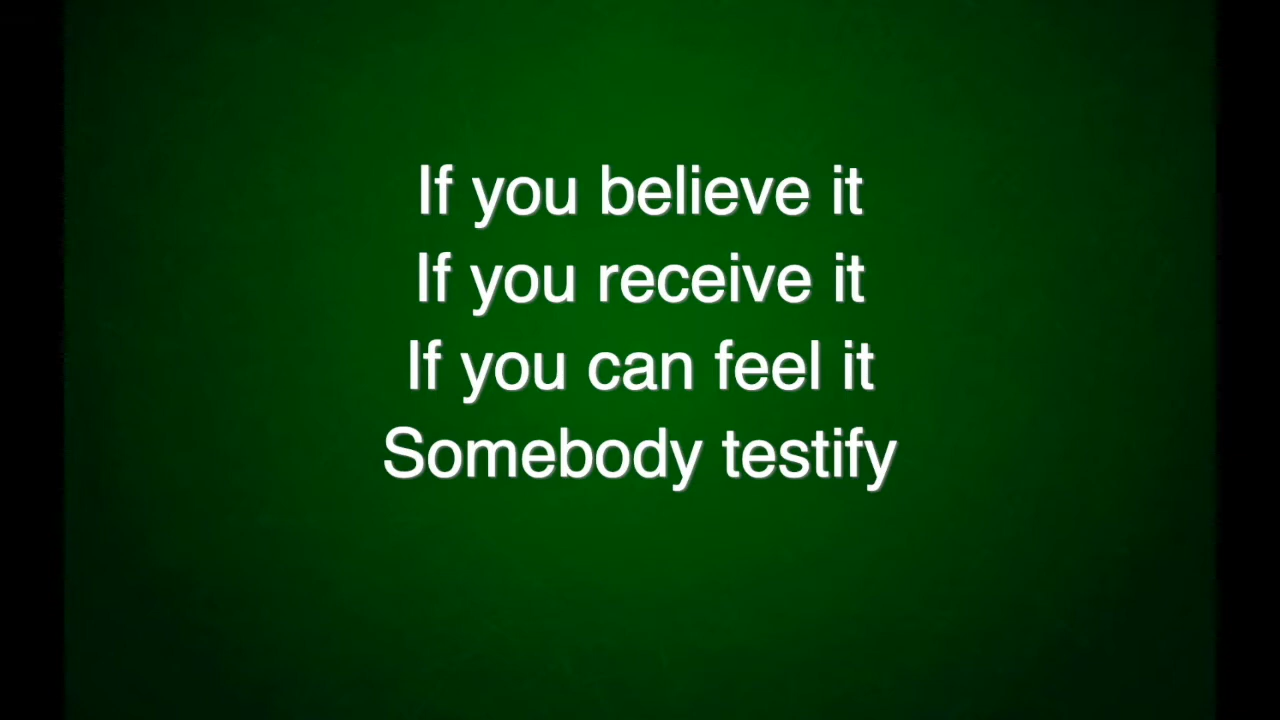 If you believe it
If you receive it
If you can feel it
Somebody testify